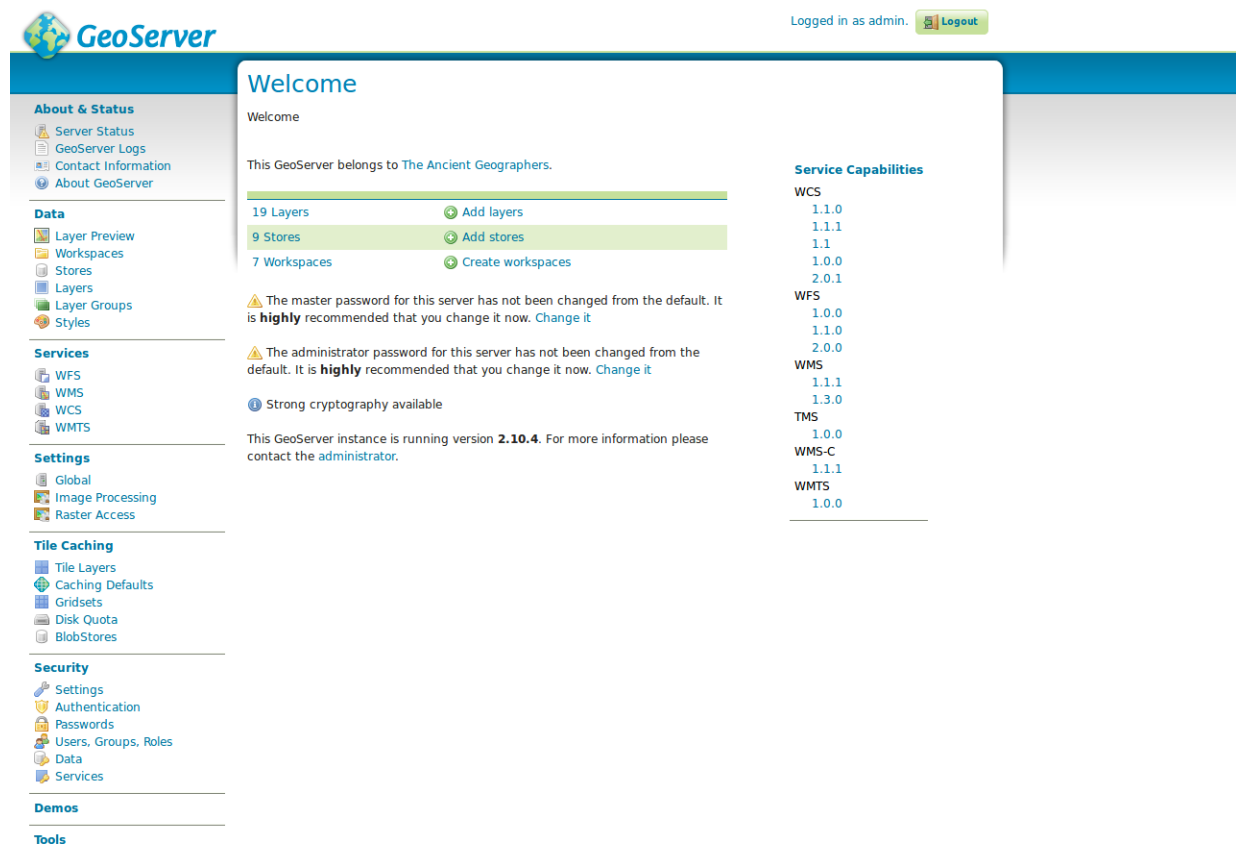 GeoServer
Logged in as admin.
Logout
About & Status
Server Status
GeoServer Logs
Contact Information
About GeoServer
Data
Layer Preview
Workspaces
Stores
Layers
Layer Groups
Styles
Services
WFS
WMS
WCS
WMTS
Settings
Global
Image Processing
Raster Access
Tile Caching
Tile Layers
Caching Defaults
Gridsets
Disk Quota
BlobStores
Security
Settings
Authentication
Passwords
Users, Groups, Roles
Data
Services
Demos
Tools
Welcome
Welcome
This GeoServer belongs to The Ancient Geographers.
19 Layers Add layers
9 Stores Add stores
7 Workspaces Create workspaces
The master password for this server has not been changed from the default. It
is highly recommended that you change it now. Change it
The administrator password for this server has not been changed from the
default. It is highly recommended that you change it now. Change it
Strong cryptography available
This GeoServer instance is running version 2.10.4. For more information please
contact the administrator.
Service Capabilities
WCS
1.1.0
1.1.1
1.1
1.0.0
2.0.1
WFS
1.0.0
1.1.0
2.0.0
WMS
1.1.1
1.3.0
TMS
1.0.0
WMS-C
1.1.1
WMTS
1.0.0